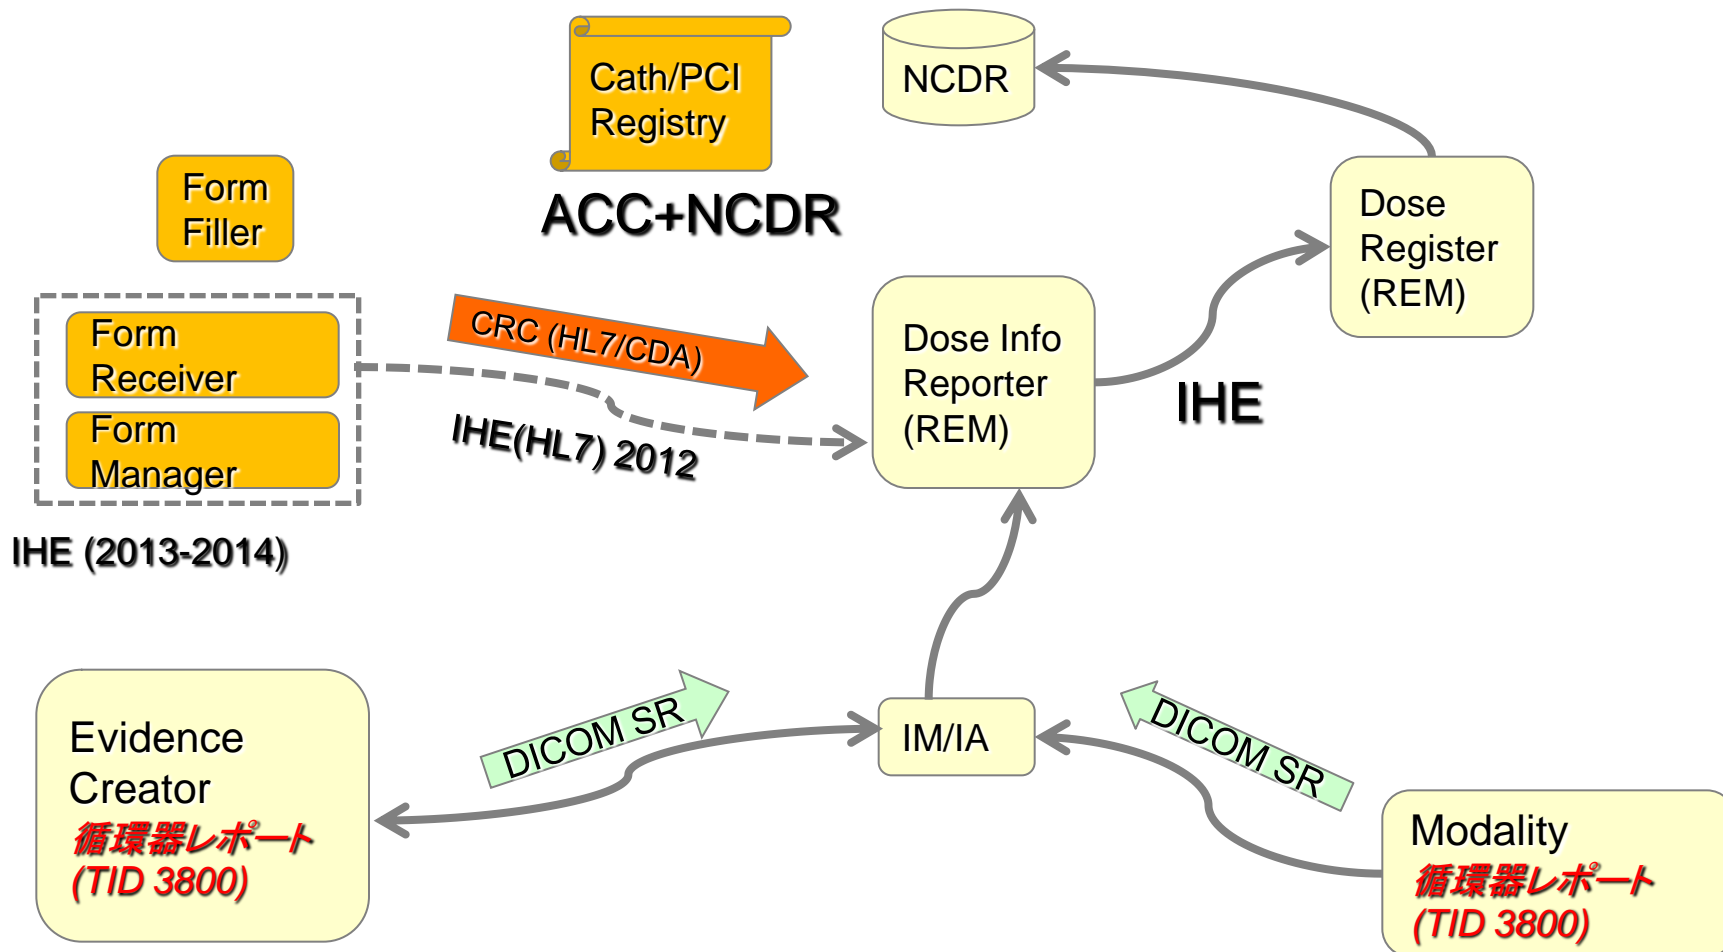 Cath/PCI
Registry
NCDR
ACC+NCDR
Form
Filler
Dose
Register
(REM)
Form
Receiver
Form
Manager
CRC (HL7/CDA)
IHE(HL7) 2012
Dose Info
Reporter
(REM)
IHE
IHE (2013-2014)
Evidence
Creator
循環器レポート
(TID 3800)
DICOM SR
IM/IA
DICOM SR
Modality
循環器レポート
(TID 3800)